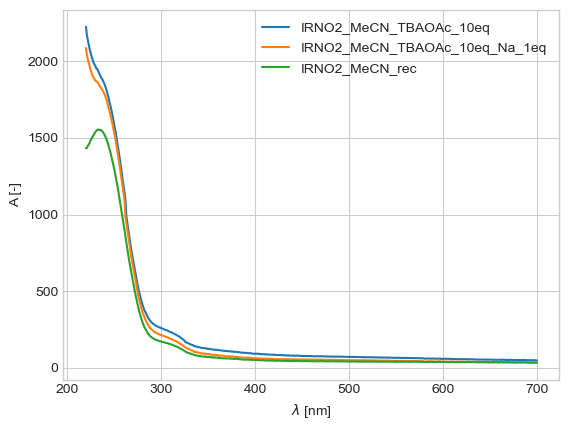 IRNO2_MeCN_TBAOAc_10eq
IRNO2_MeCN_TBAOAc_10eq_Na_1eq
IRNO2_MeCN_rec
2000
1500
1000
500
0
A [-]
200 300 400 500 600 700
λ [nm]